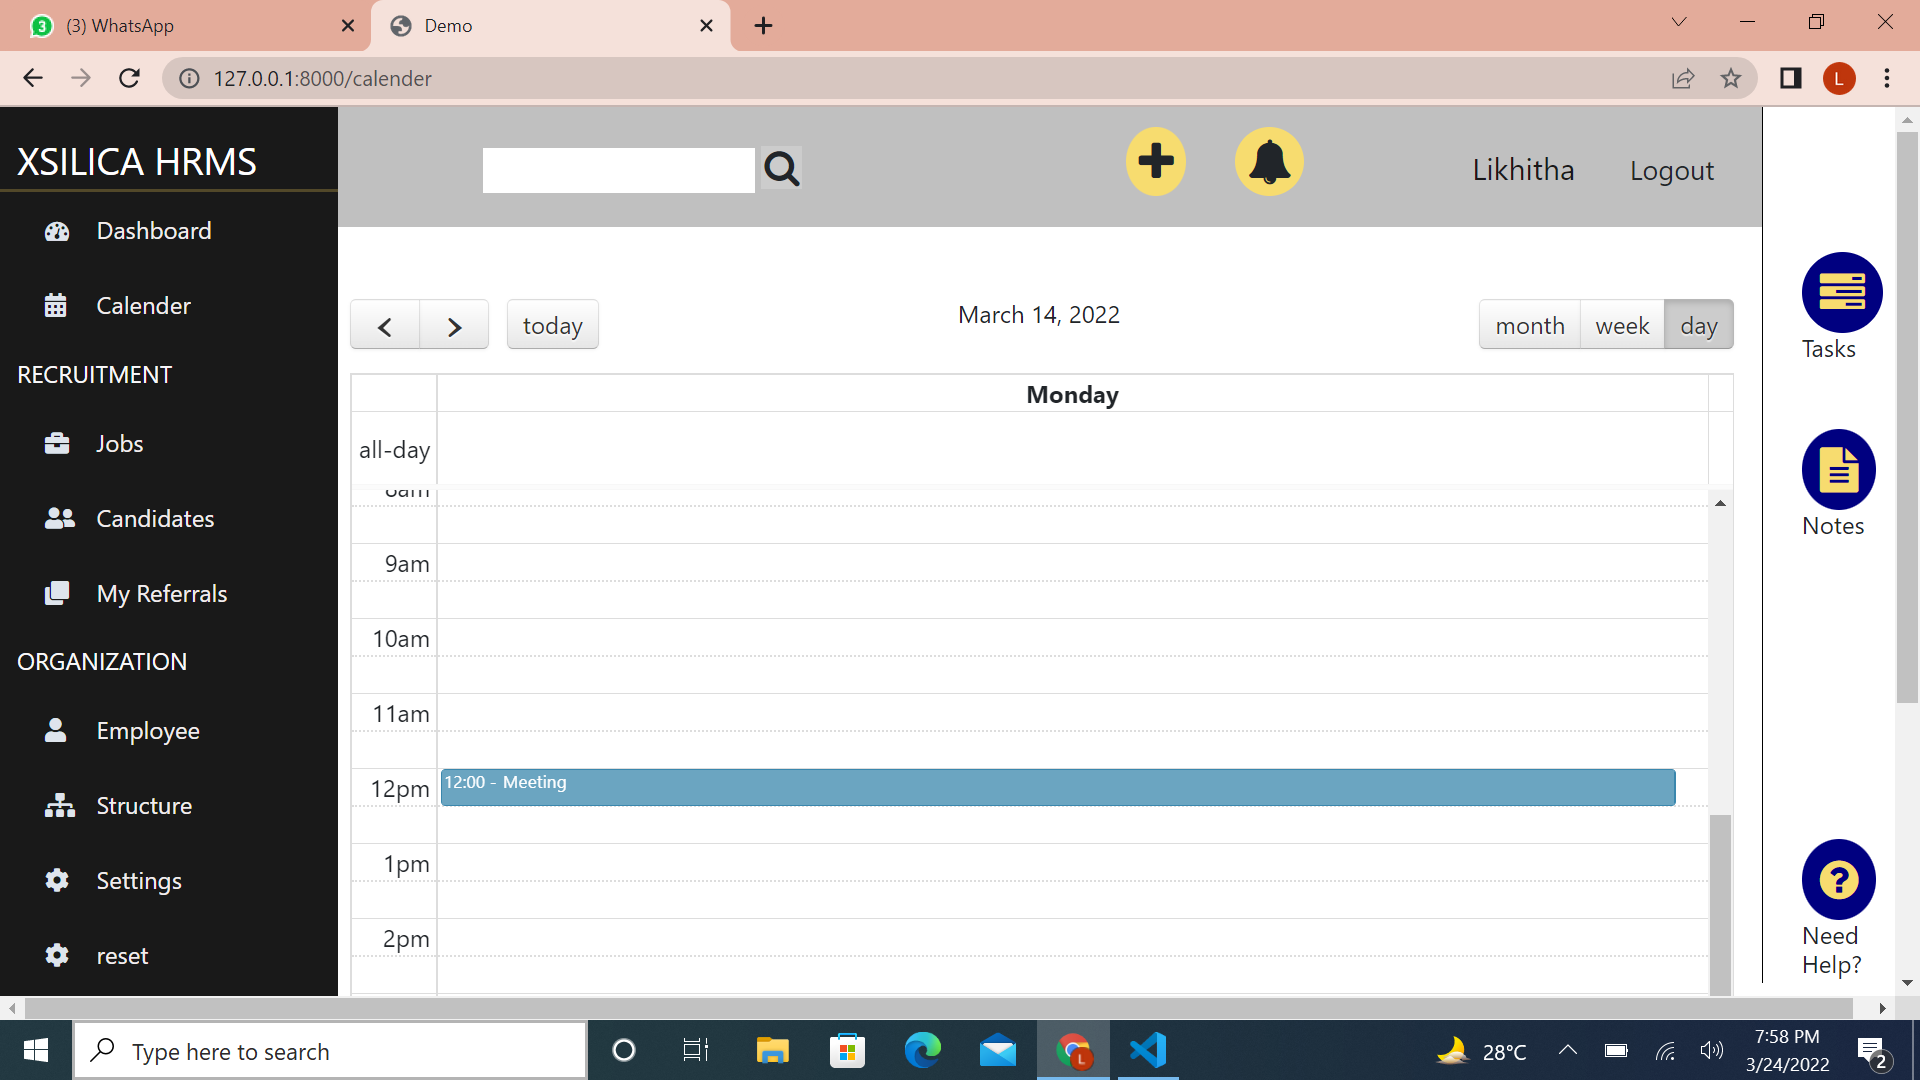 3 (3) WhatsApp
Demo
127.0.0.1:8000/calender
L
XSILICA HRMS
Likhitha
Logout
Dashboard
Calender
RECRUITMENT
Jobs
Candidates
My Referrals
ORGANIZATION
Employee
Structure
Settings
reset
today
March 14, 2022
month
week
day
Monday
all-day
8am
9am
10am
11am
12pm
12:00 - Meeting
1pm
2pm
Tasks
Notes
Need
Help?
Type here to search
L
28°C
7:58 PM
3/24/2022
2